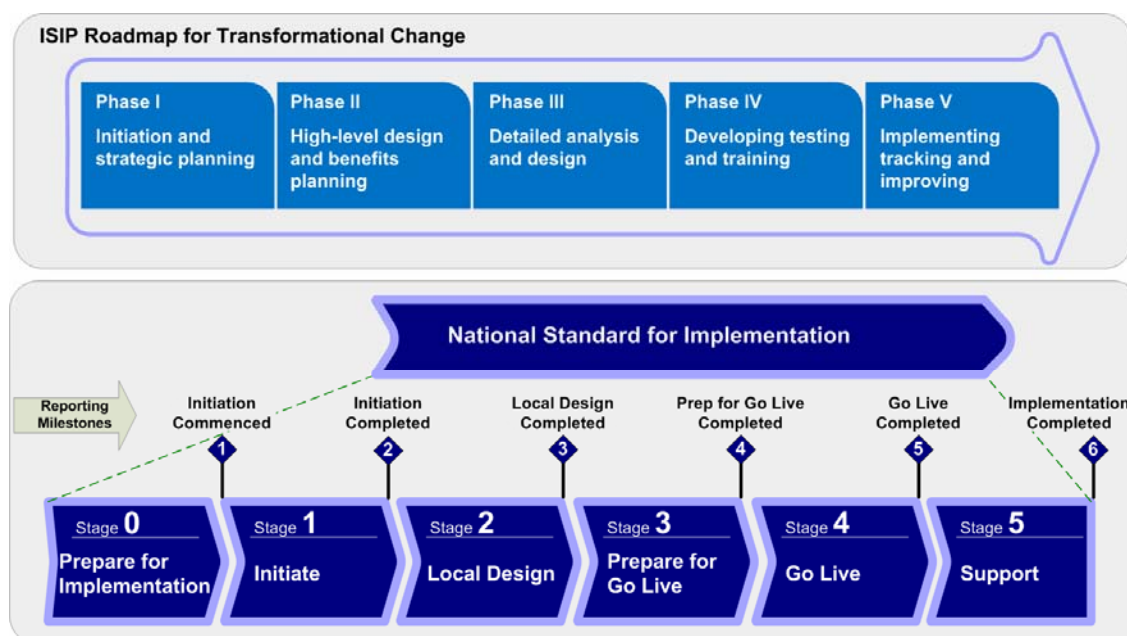 ISIP Roadmap for Transformational Change
Phase I
Initiation and
strategic planning
Phase II
High-level design
and benefits
planning
Phase III
Detailed analysis
and design
Phase IV
Developing testing
and training
Phase V
Implementing
tracking and
improving
National Standard for Implementation
Reporting
Milestones
Initiation
Commenced
1
Initiation
Completed
2
Local Design
Completed
3
Prep for Go Live
Completed
4
Go Live
Completed
5
Implementation
Completed
6
Stage 0
Prepare for
Implementation
Stage 1
Initiate
Stage 2
Local Design
Stage 3
Prepare for
Go Live
Stage 4
Go Live
Stage 5
Support